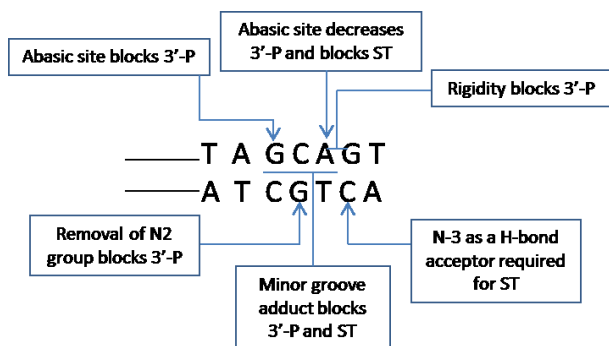 Abasic site blocks 3'-P
Abasic site decreases
3'-P and blocks ST
Rigidity blocks 3'-P
T A G C A G T
A T C G T C A
Removal of N2
group blocks 3'-P
Minor groove
adduct blocks
3'-P and ST
N-3 as a H-bond
acceptor required
for ST